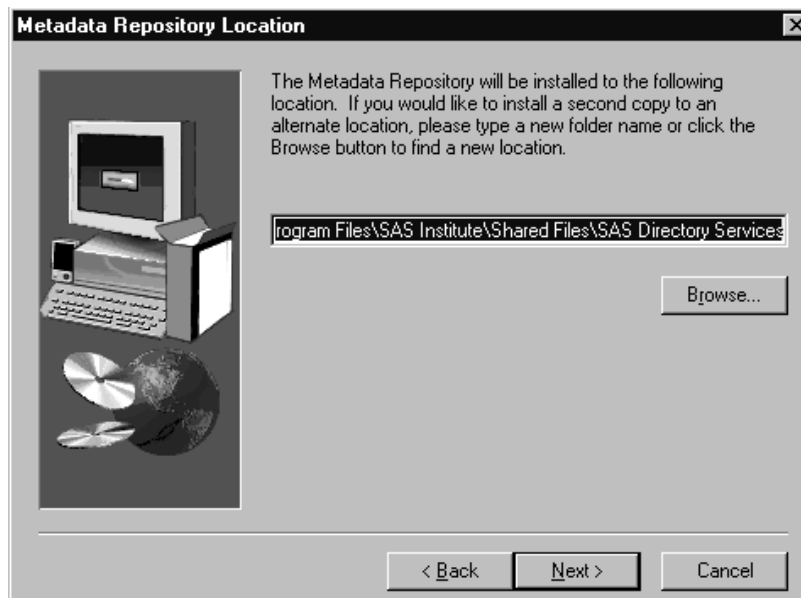 Metadata Repository Location
The Metadata Repository will be installed to the following
location. If you would like to install a second copy to an
alternate location, please type a new folder name or click the
Browse button to find a new location.
rogram Files\SAS Institute\Shared Files\SAS Directory Services
Browse...
< Back
Next >
Cancel